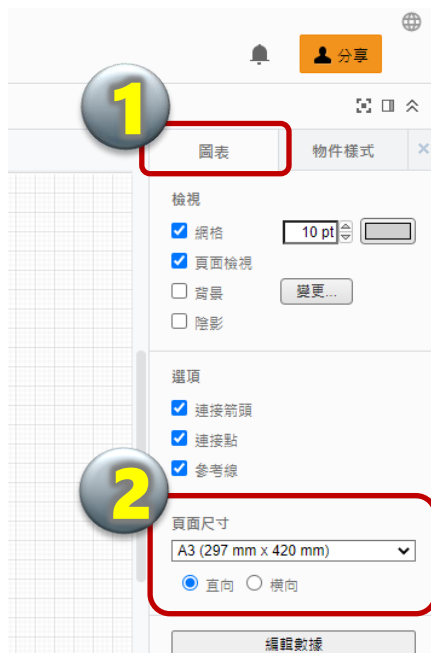 分享
1
圖表
物件樣式
檢視
網格
10 pt
頁面檢視
背景
變更...
陰影
選項
連接箭頭
連接點
參考線
2
頁面尺寸
A3 (297 mm x 420 mm)
直向 橫向
編輯數據